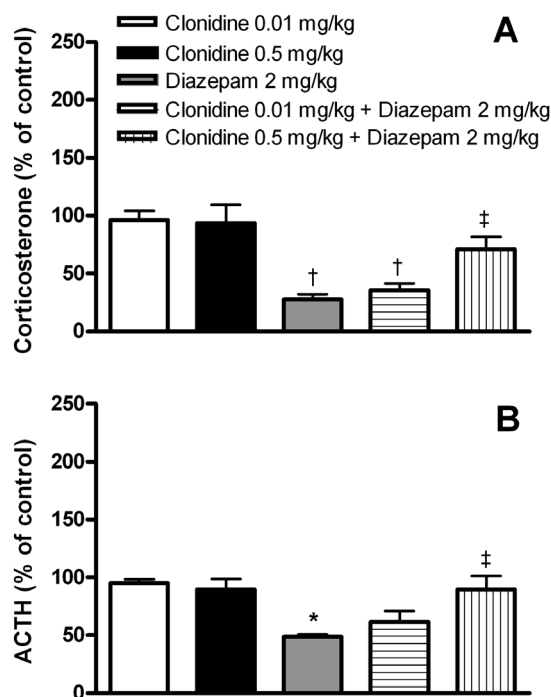 A
Clonidine 0.01 mg/kg
Clonidine 0.5 mg/kg
Diazepam 2 mg/kg
Clonidine 0.01 mg/kg + Diazepam 2 mg/kg
Clonidine 0.5 mg/kg + Diazepam 2 mg/kg
Corticosterone (% of control)
250
200
150
100
50
0
†
†
‡
B
ACTH (% of control)
250
200
150
100
50
0
*
‡